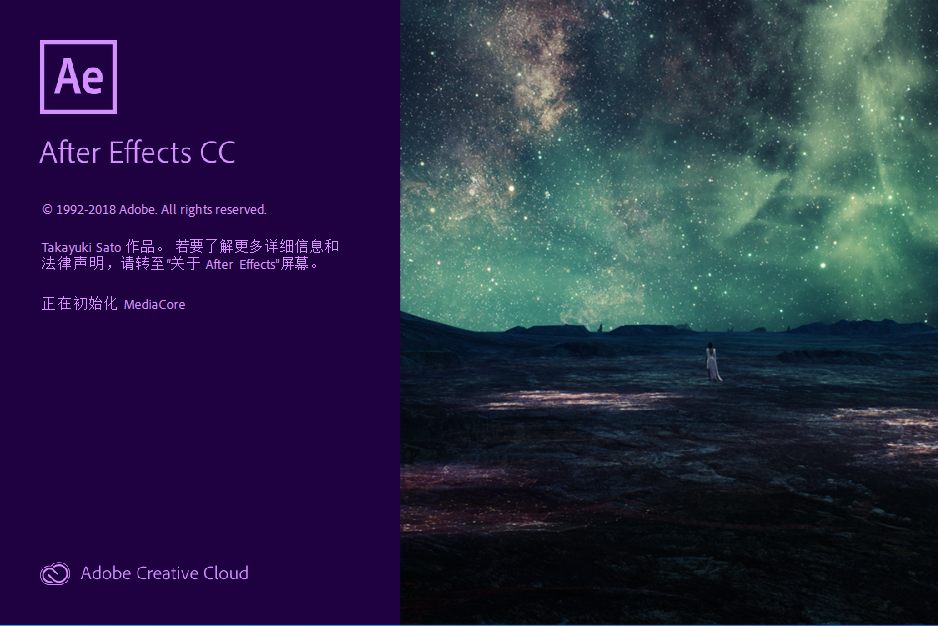 Ae
After Effects CC
© 1992-2018 Adobe. All rights reserved.
Takayuki Sato 作品。 若要了解更多详细信息和
法律声明，请转至"关于 After Effects"屏幕。
正在初始化 MediaCore
Adobe Creative Cloud